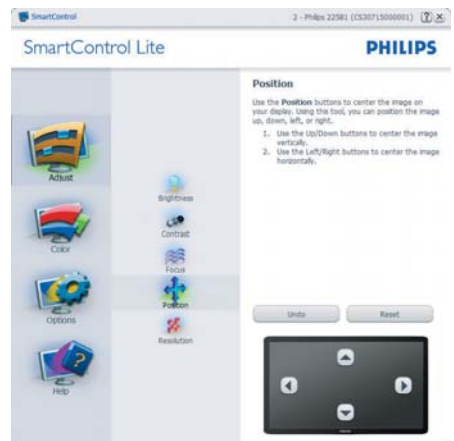 SmartControl
2 - Philips 225B1 (CS30715000001)
? X
SmartControl Lite
PHILIPS
Position
Use the Position buttons to center the image on
your display. Using this tool, you can position the image
up, down, left, or right.
1. Use the Up/Down buttons to center the image
vertically.
2. Use the Left/Right buttons to center the image
horizontally.
Adjust
Color
Options
Help
Brightness
Contrast
Focus
Position
Resolution
Undo
Reset